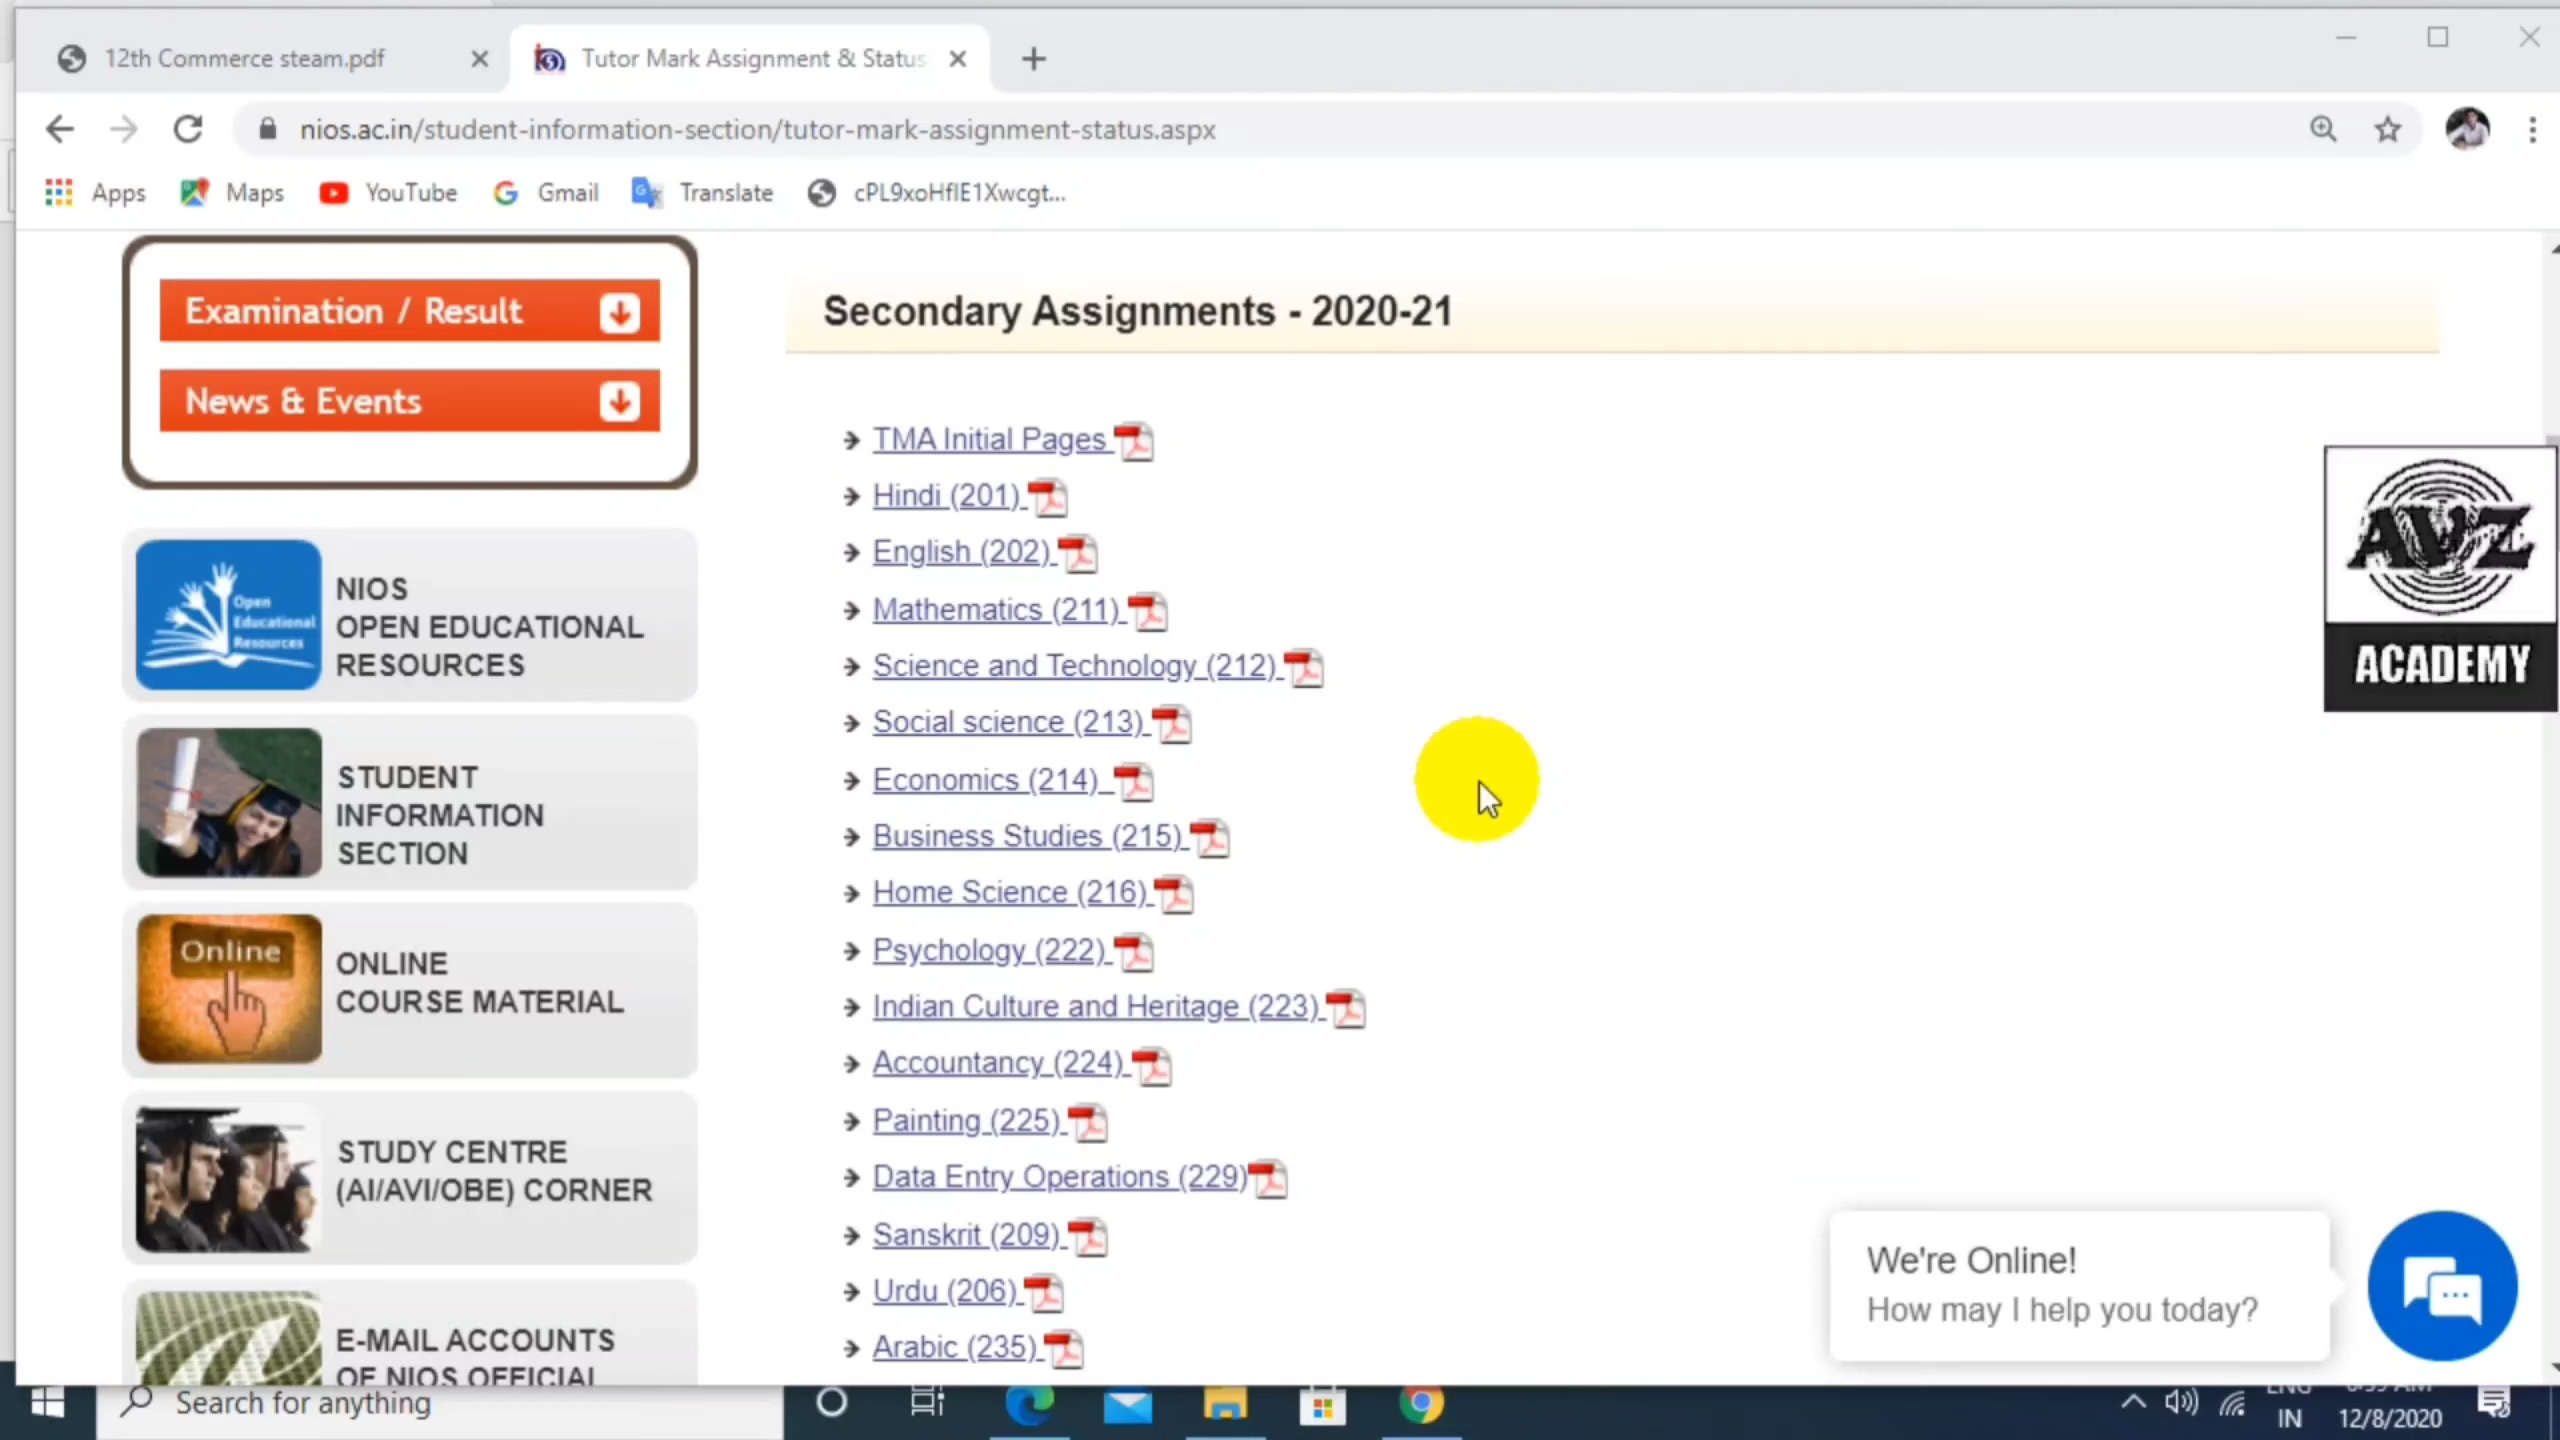 12th Commerce steam.pdf
Tutor Mark Assignment & Status
nios.ac.in/student-information-section/tutor-mark-assignment-status.aspx
Apps
Maps
YouTube
Gmail
Translate
cPL9xoHflE1Xwcgt...
Examination / Result
News & Events
Open
Educational
Resources
NIOS
OPEN EDUCATIONAL
RESOURCES
STUDENT
INFORMATION
SECTION
Online
ONLINE
COURSE MATERIAL
STUDY CENTRE
(AI/AVI/OBE) CORNER
E-MAIL ACCOUNTS
OF NIOS OFFICIAL
Secondary Assignments - 2020-21
TMA Initial Pages
Hindi (201)
English (202)
Mathematics (211)
Science and Technology (212)
Social science (213)
Economics (214)
Business Studies (215)
Home Science (216)
Psychology (222)
Indian Culture and Heritage (223)
Accountancy (224)
Painting (225)
Data Entry Operations (229)
Sanskrit (209)
Urdu (206)
Arabic (235)
AVZ
ACADEMY
We're Online!
How may I help you today?
Search for anything
ENG
IN
12/8/2020